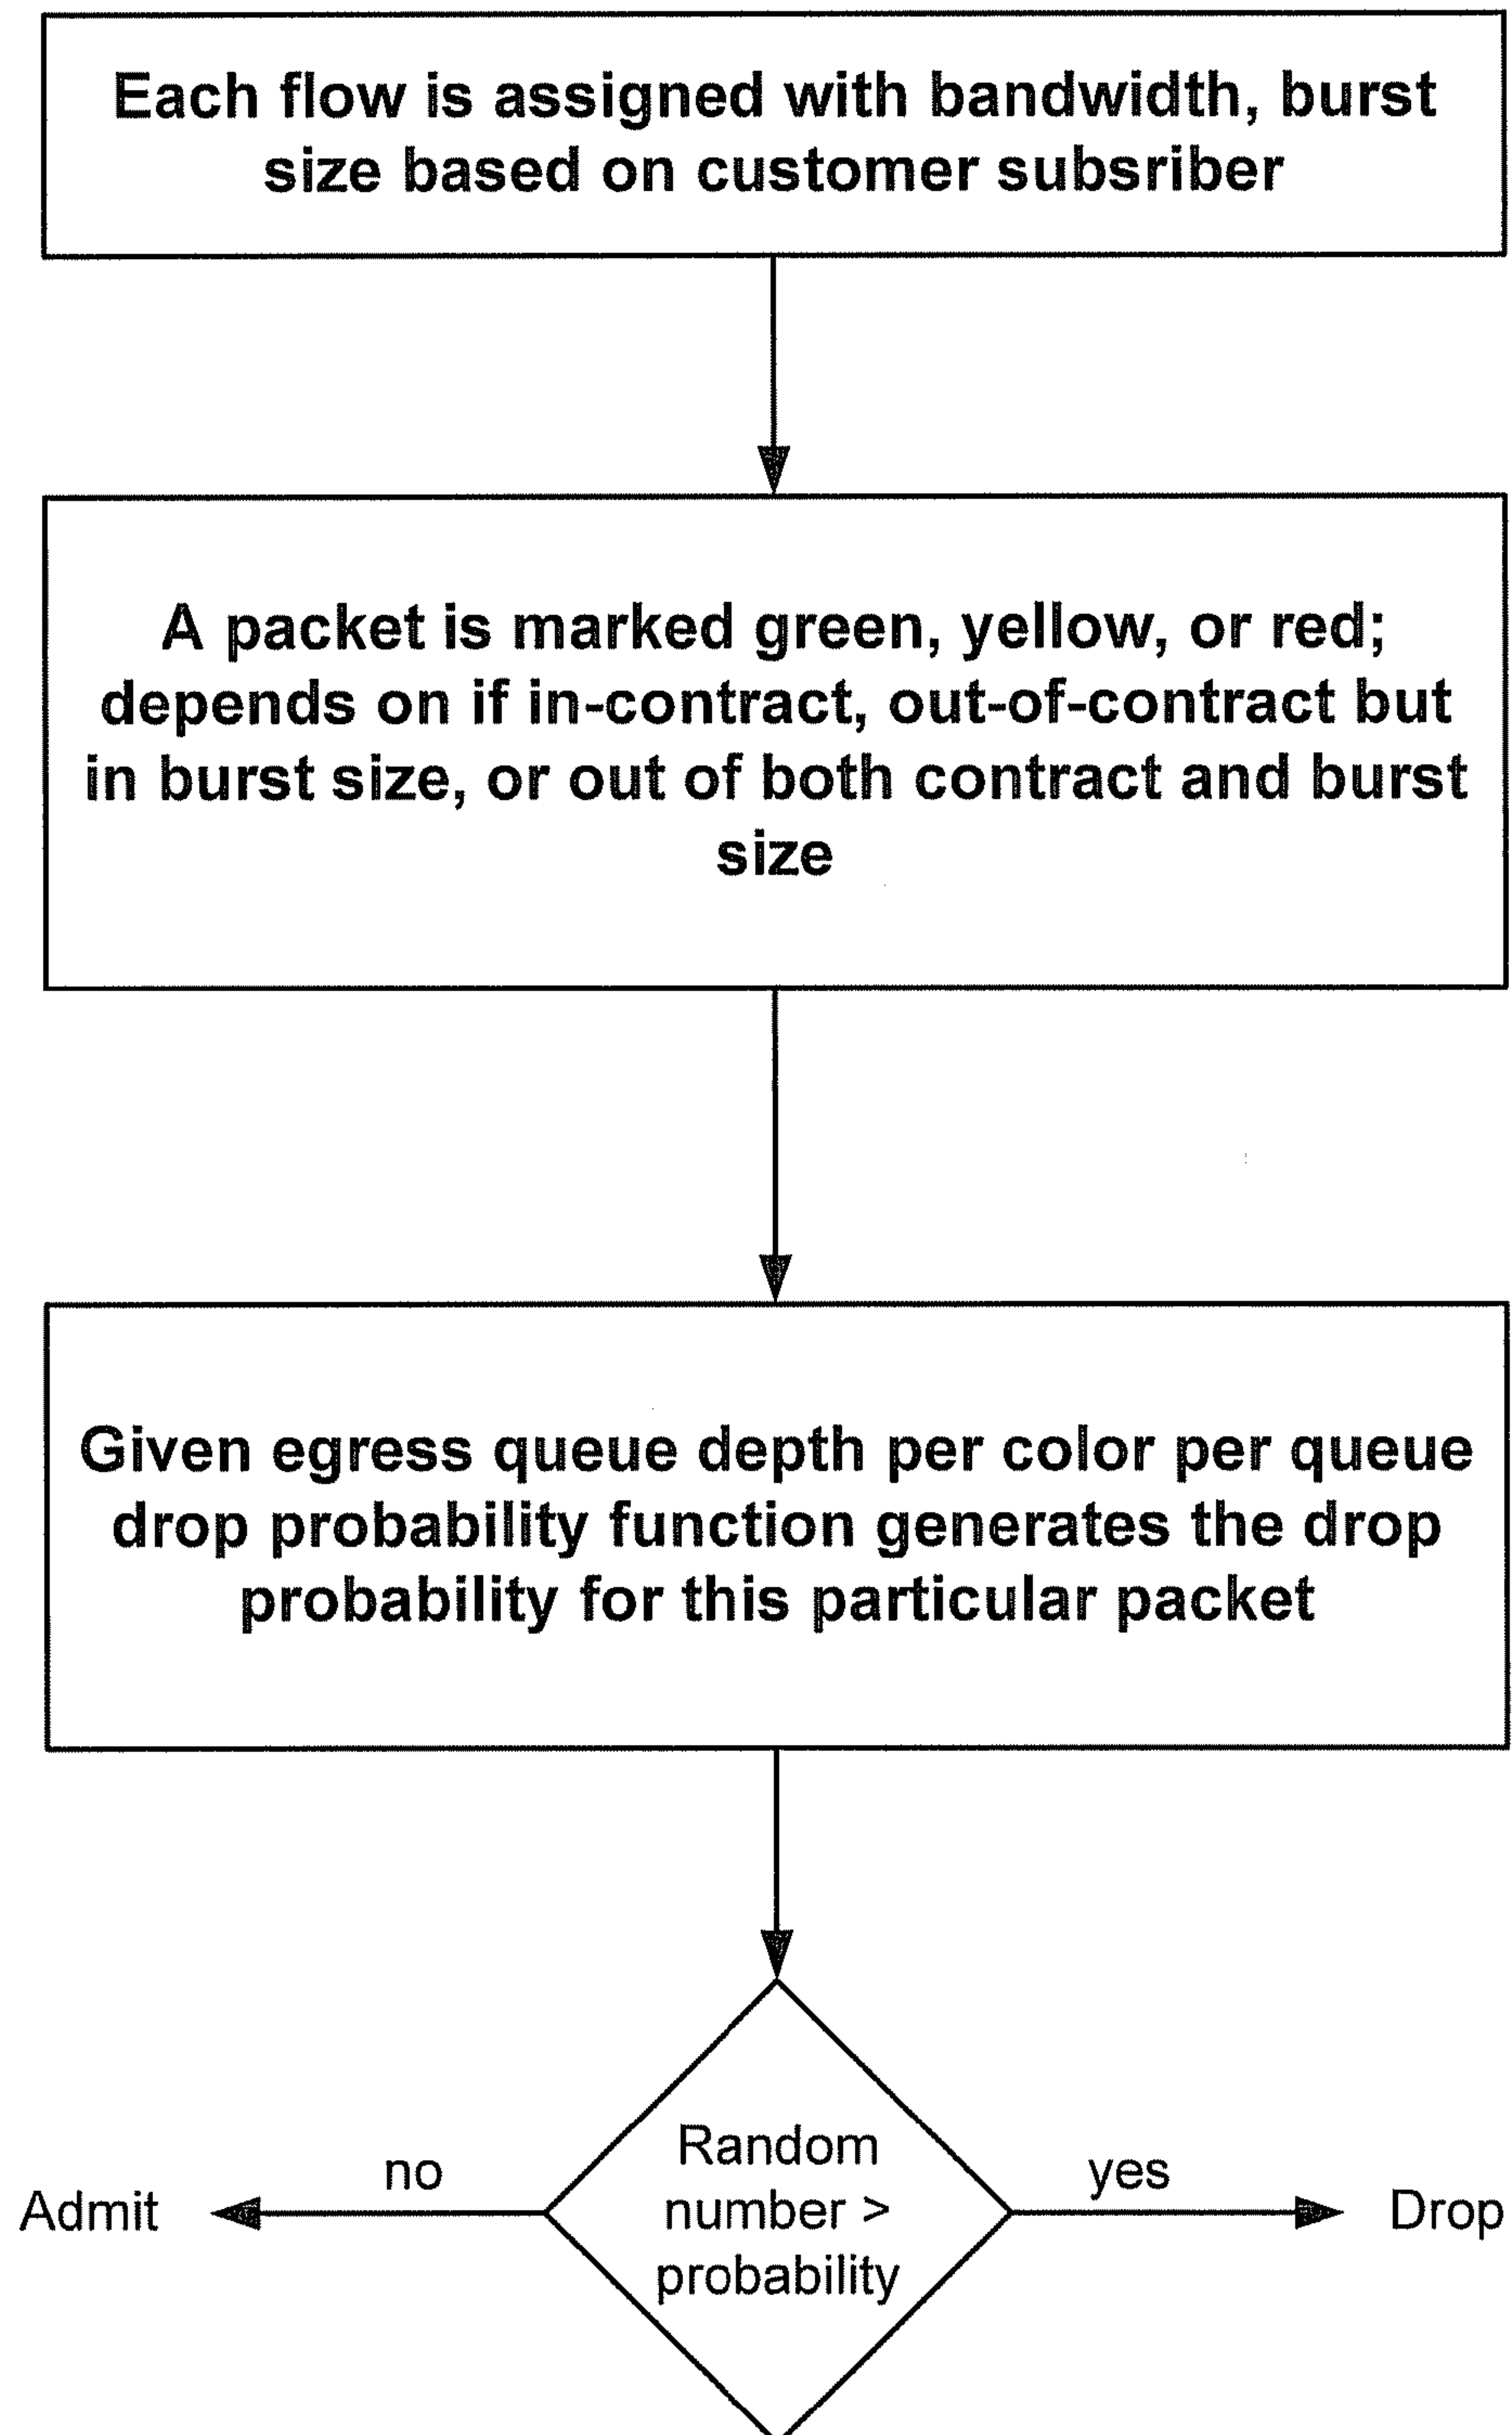 Each flow is assigned with bandwidth, burst
size based on customer subsriber
A packet is marked green, yellow, or red;
depends on if in-contract, out-of-contract but
in burst size, or out of both contract and burst
size
Given egress queue depth per color per queue
drop probability function generates the drop
probability for this particular packet
Random
number >
probability
no
yes
Admit
Drop